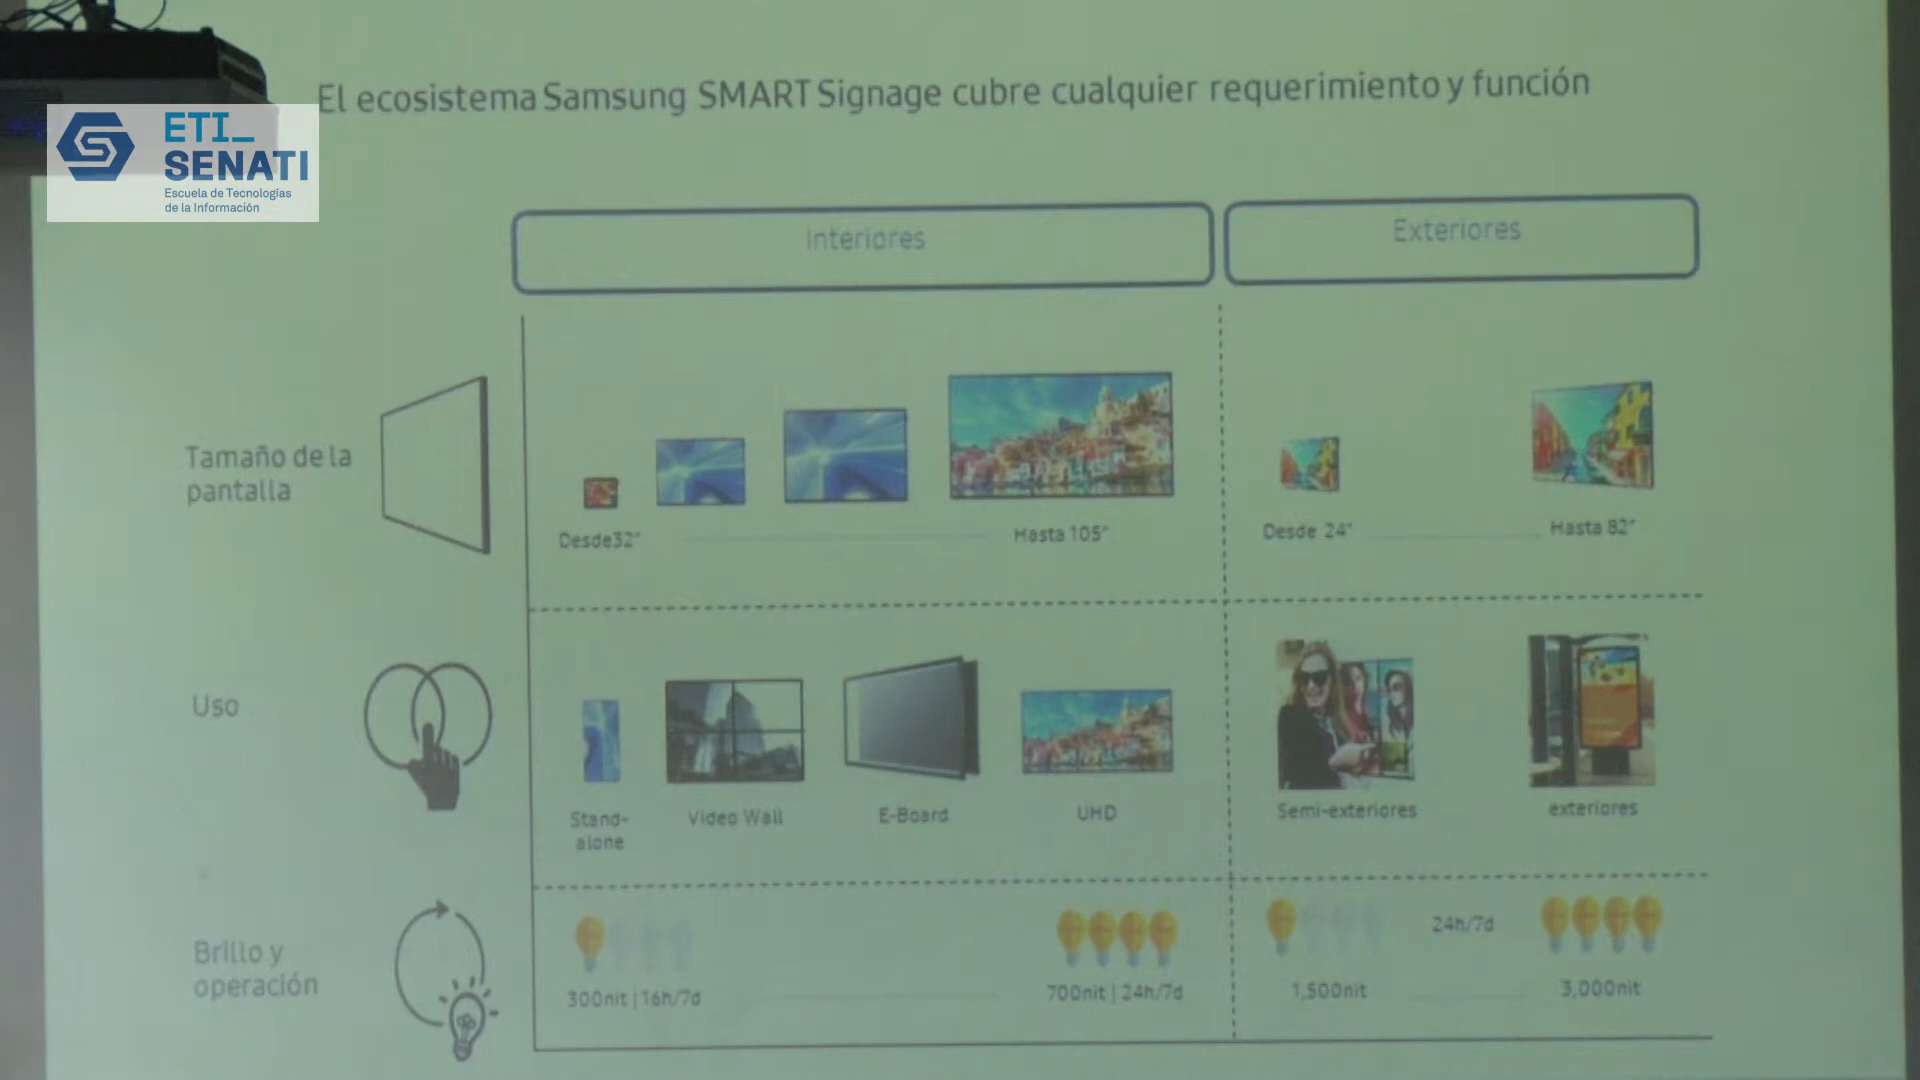 El ecosistema Samsung SMART Signage cubre cualquier requerimiento y función
ETI_
SENATI
Escuela de Tecnologías
de la Información
Interiores
Exteriores
Tamaño de la
pantalla
Desde 32"
Hasta 105"
Desde 24"
Hasta 82"
Uso
Stand-
alone
Video Wall
E-Board
UHD
Semi-exteriores
exteriores
Brillo y
operación
300nit | 16h/7d
700nit | 24h/7d
1,500nit
24h/7d
3,000nit